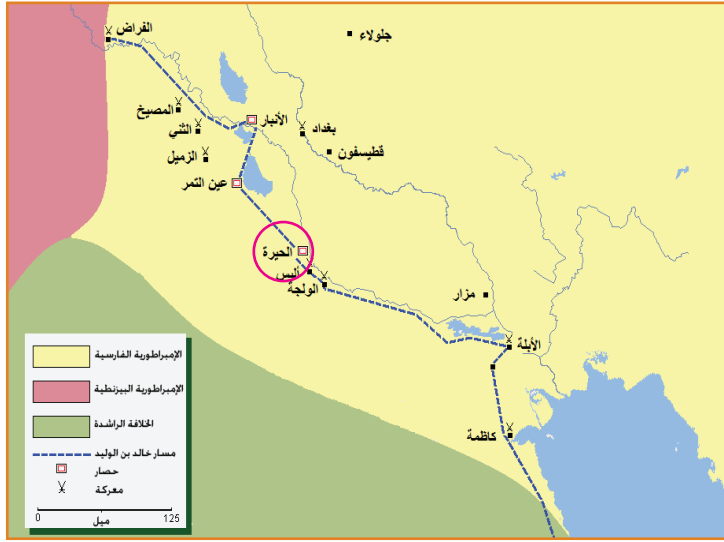 الفراض
جلولاء
المصيخ
الأنبار
الثني
بغداد
قطيسفون
الزميل
عين التمر
الحيرة
أليس
الولجة
مزار
الأبلة
كاظمة
الإمبراطورية الفارسية
الإمبراطورية البيزنطية
الخلافة الراشدة
مسار خالد بن الوليد
حصار
معركة
0 125
ميل